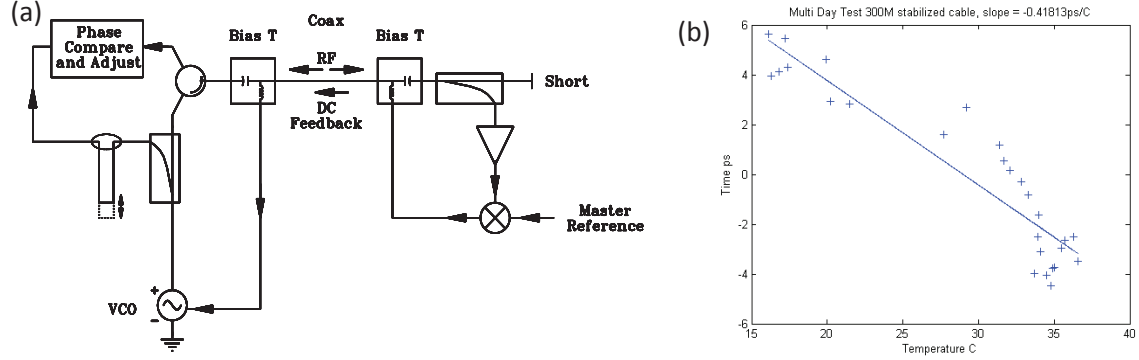 (a)
Phase
Compare
and Adjust
Bias T
Coax
RF
DC
Feedback
Bias T
Short
Master
Reference
VCO
+
−
(b)
Multi Day Test 300M stabilized cable, slope = -0.41813ps/C
Time ps
6
4
2
0
-2
-4
-6
15
20
25
30
35
40
Temperature C